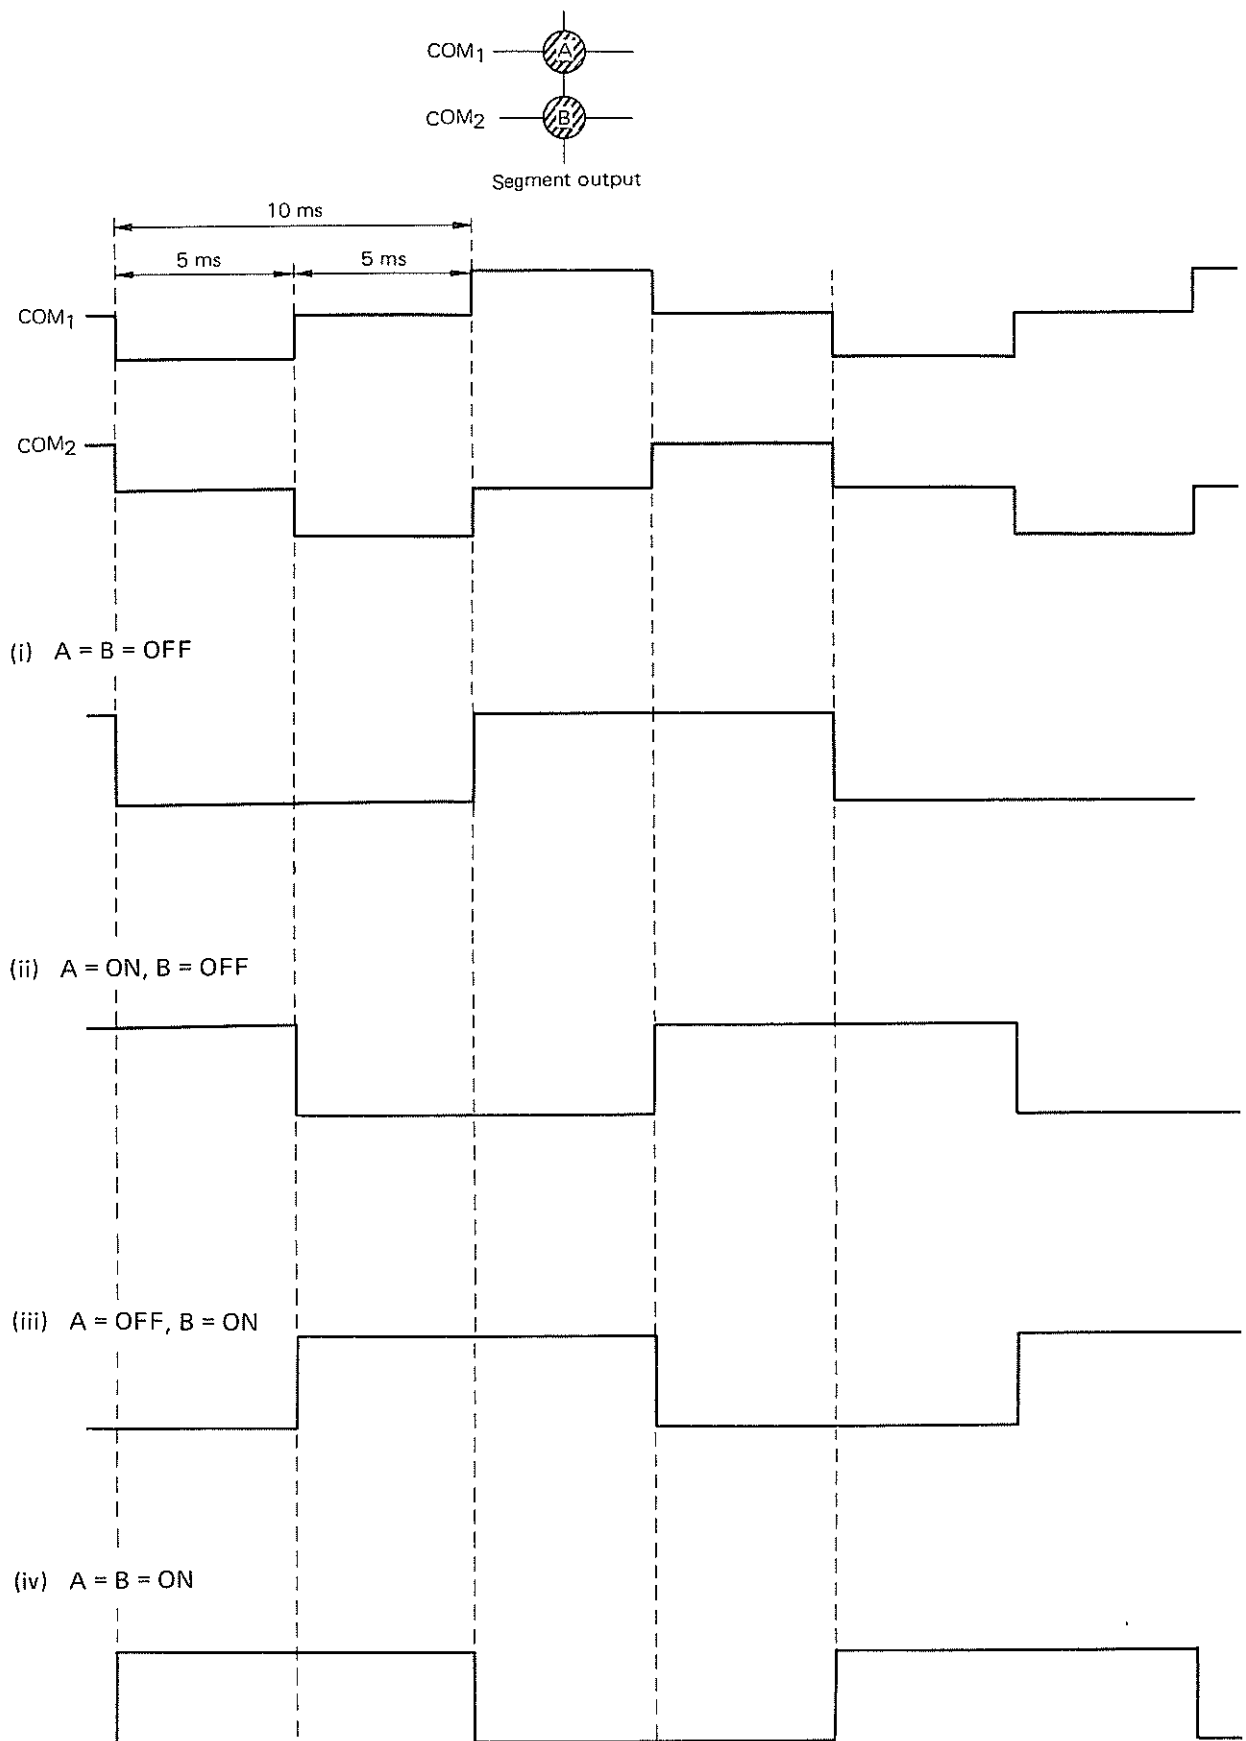 COM1
A
COM2
B
Segment output
10 ms
5 ms 5 ms
COM1
COM2
(i) A = B = OFF
(ii) A = ON, B = OFF
(iii) A = OFF, B = ON
(iv) A = B = ON